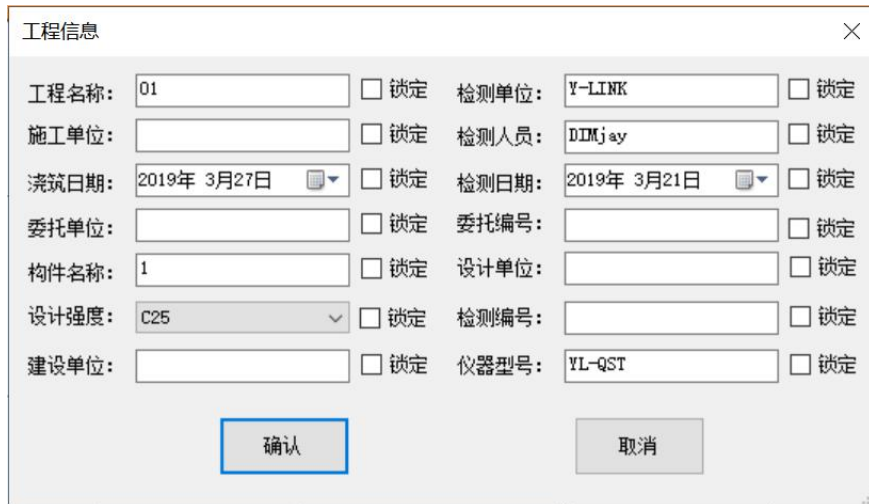 工程信息
工程名称: 01 锁定 检测单位: Y-LINK 锁定
施工单位: 锁定 检测人员: DIMjay 锁定
浇筑日期: 2019年 3月27日 锁定 检测日期: 2019年 3月21日 锁定
委托单位: 锁定 委托编号: 锁定
构件名称: 1 锁定 设计单位: 锁定
设计强度: C25 锁定 检测编号: 锁定
建设单位: 锁定 仪器型号: YL-QST 锁定
确认 取消